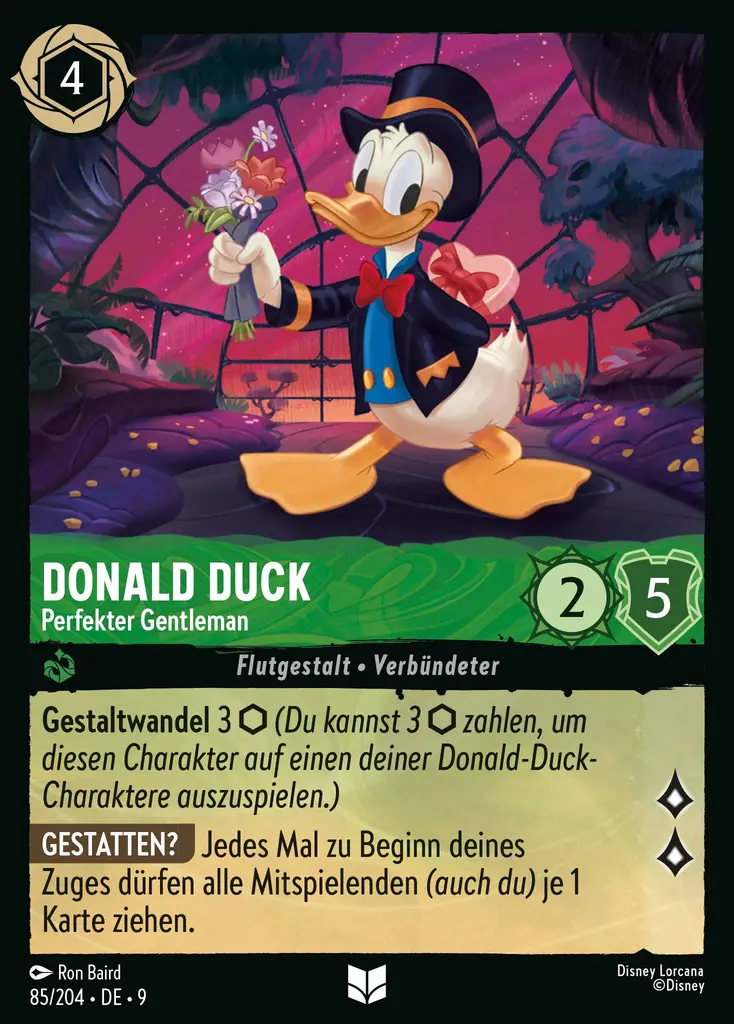 4
DONALD DUCK
Perfekter Gentleman
2
5
Flutgestalt • Verbündeter
Gestaltwandel 3 ⬡ (Du kannst 3 ⬡ zahlen, um
diesen Charakter auf einen deiner Donald-Duck-
Charaktere auszuspielen.)
GESTATTEN? Jedes Mal zu Beginn deines
Zuges dürfen alle Mitspielenden (auch du) je 1
Karte ziehen.
Ron Baird
85/204 • DE • 9
Disney Lorcana
©Disney